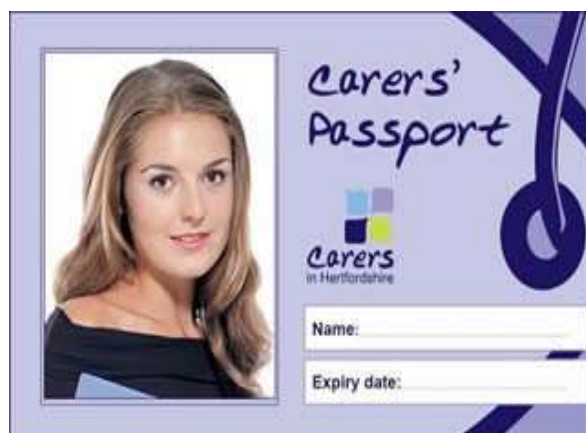 Carers'
Passport
Carers
in Hertfordshire
Name:
Expiry date: